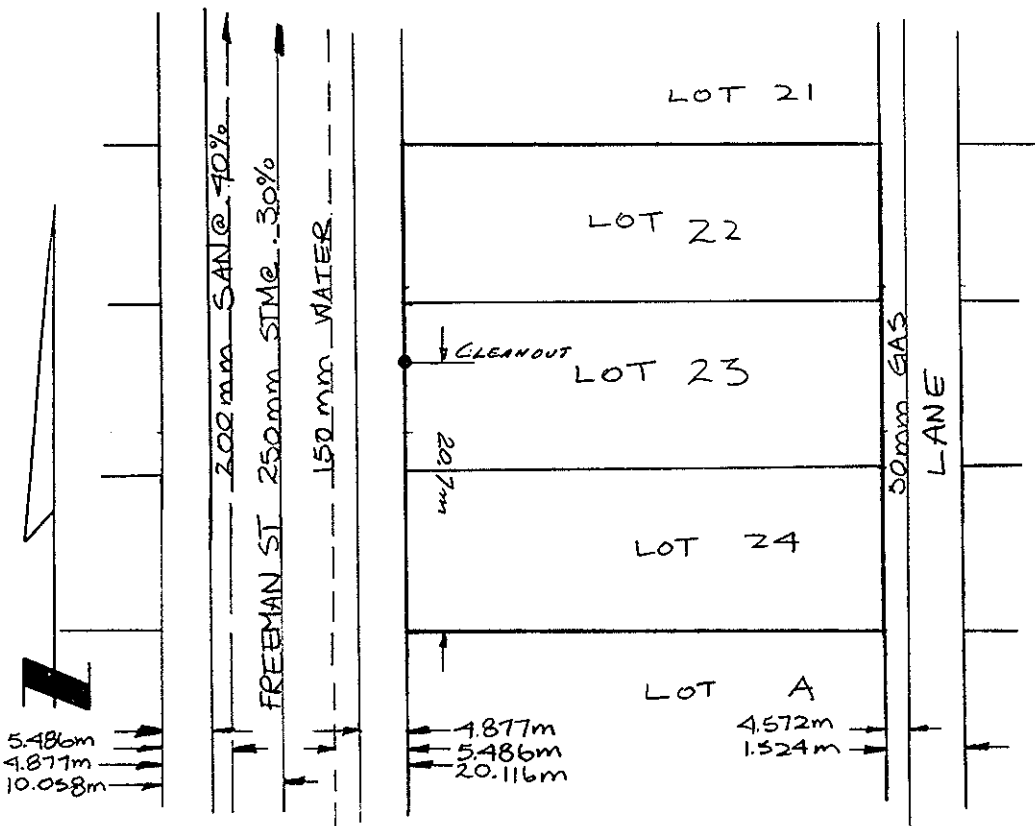 LOT 21
200mm SAN @ .40%
FREEMAN ST 250mm STM@ .30%
150mm WATER
LOT 22
CLEANOUT
LOT 23
20.7m
50mm GAS
LANE
LOT 24
LOT A
5.486m
4.877m
10.058m
4.877m
5.486m
20.116m
4.572m
1.524m
N